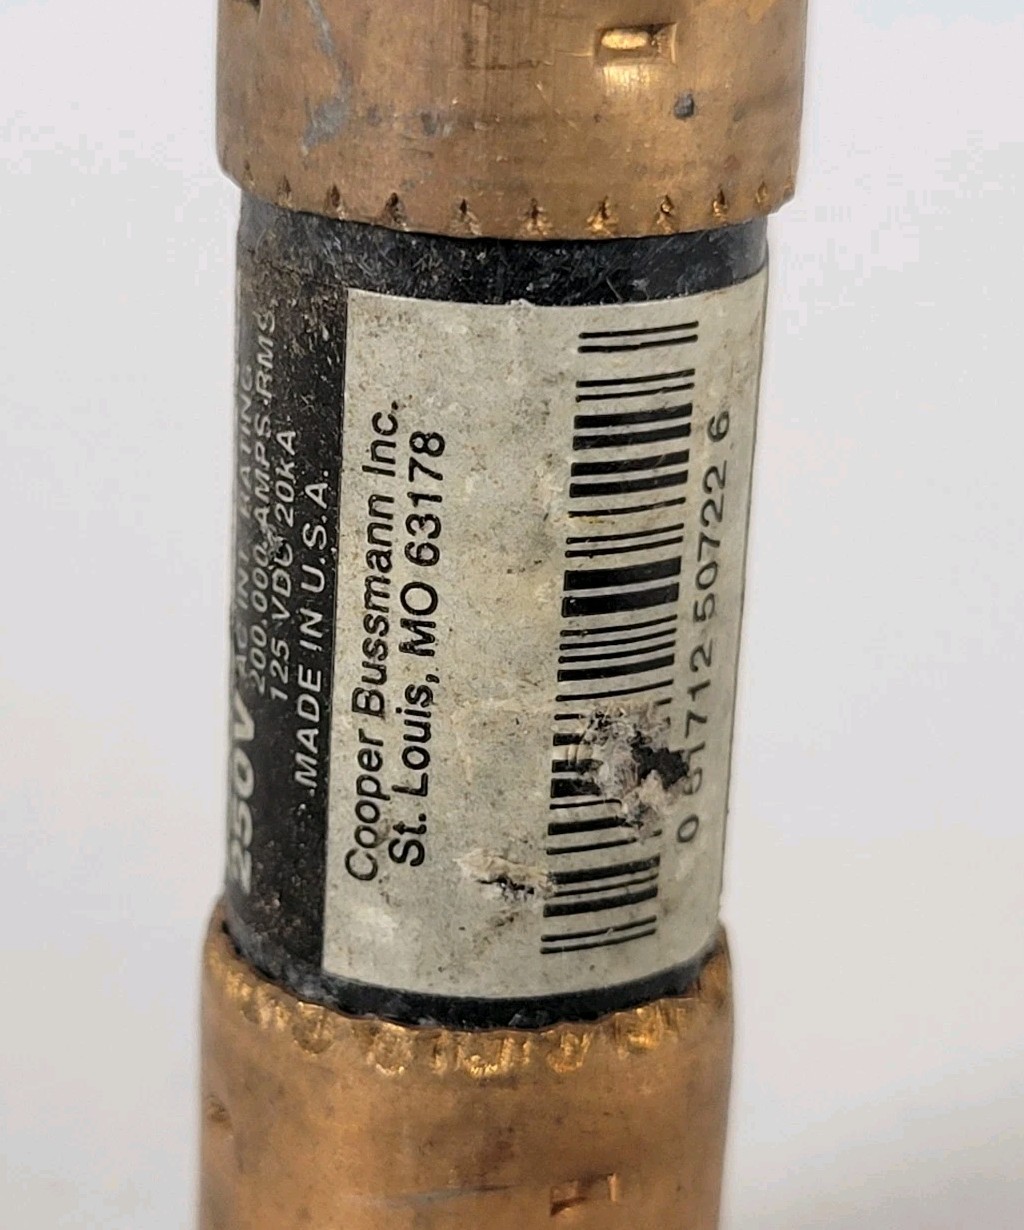 250V
AC INT RATING
200,000 AMPS RMS
125 VDC 20kA
MADE IN U.S.A.
Cooper Bussmann Inc.
St. Louis, MO 63178
0 51712 50722 6